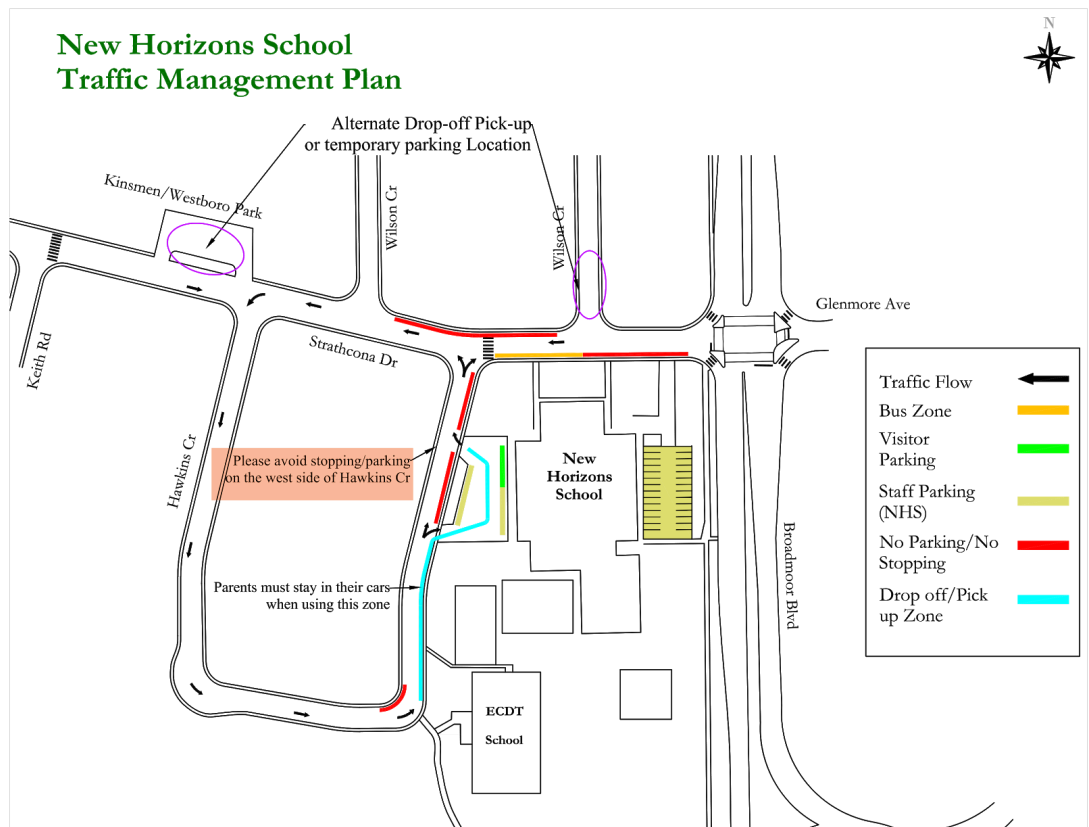 New Horizons School
Traffic Management Plan
N
Alternate Drop-off Pick-up
or temporary parking Location
Kinsmen/Westboro Park
Wilson Cr
Wilson Cr
Glenmore Ave
Keith Rd
Strathcona Dr
Hawkins Cr
Please avoid stopping/parking
on the west side of Hawkins Cr
New
Horizons
School
Parents must stay in their cars
when using this zone
Broadmoor Blvd
ECDT
School
Traffic Flow
Bus Zone
Visitor
Parking
Staff Parking
(NHS)
No Parking/No
Stopping
Drop off/Pick
up Zone